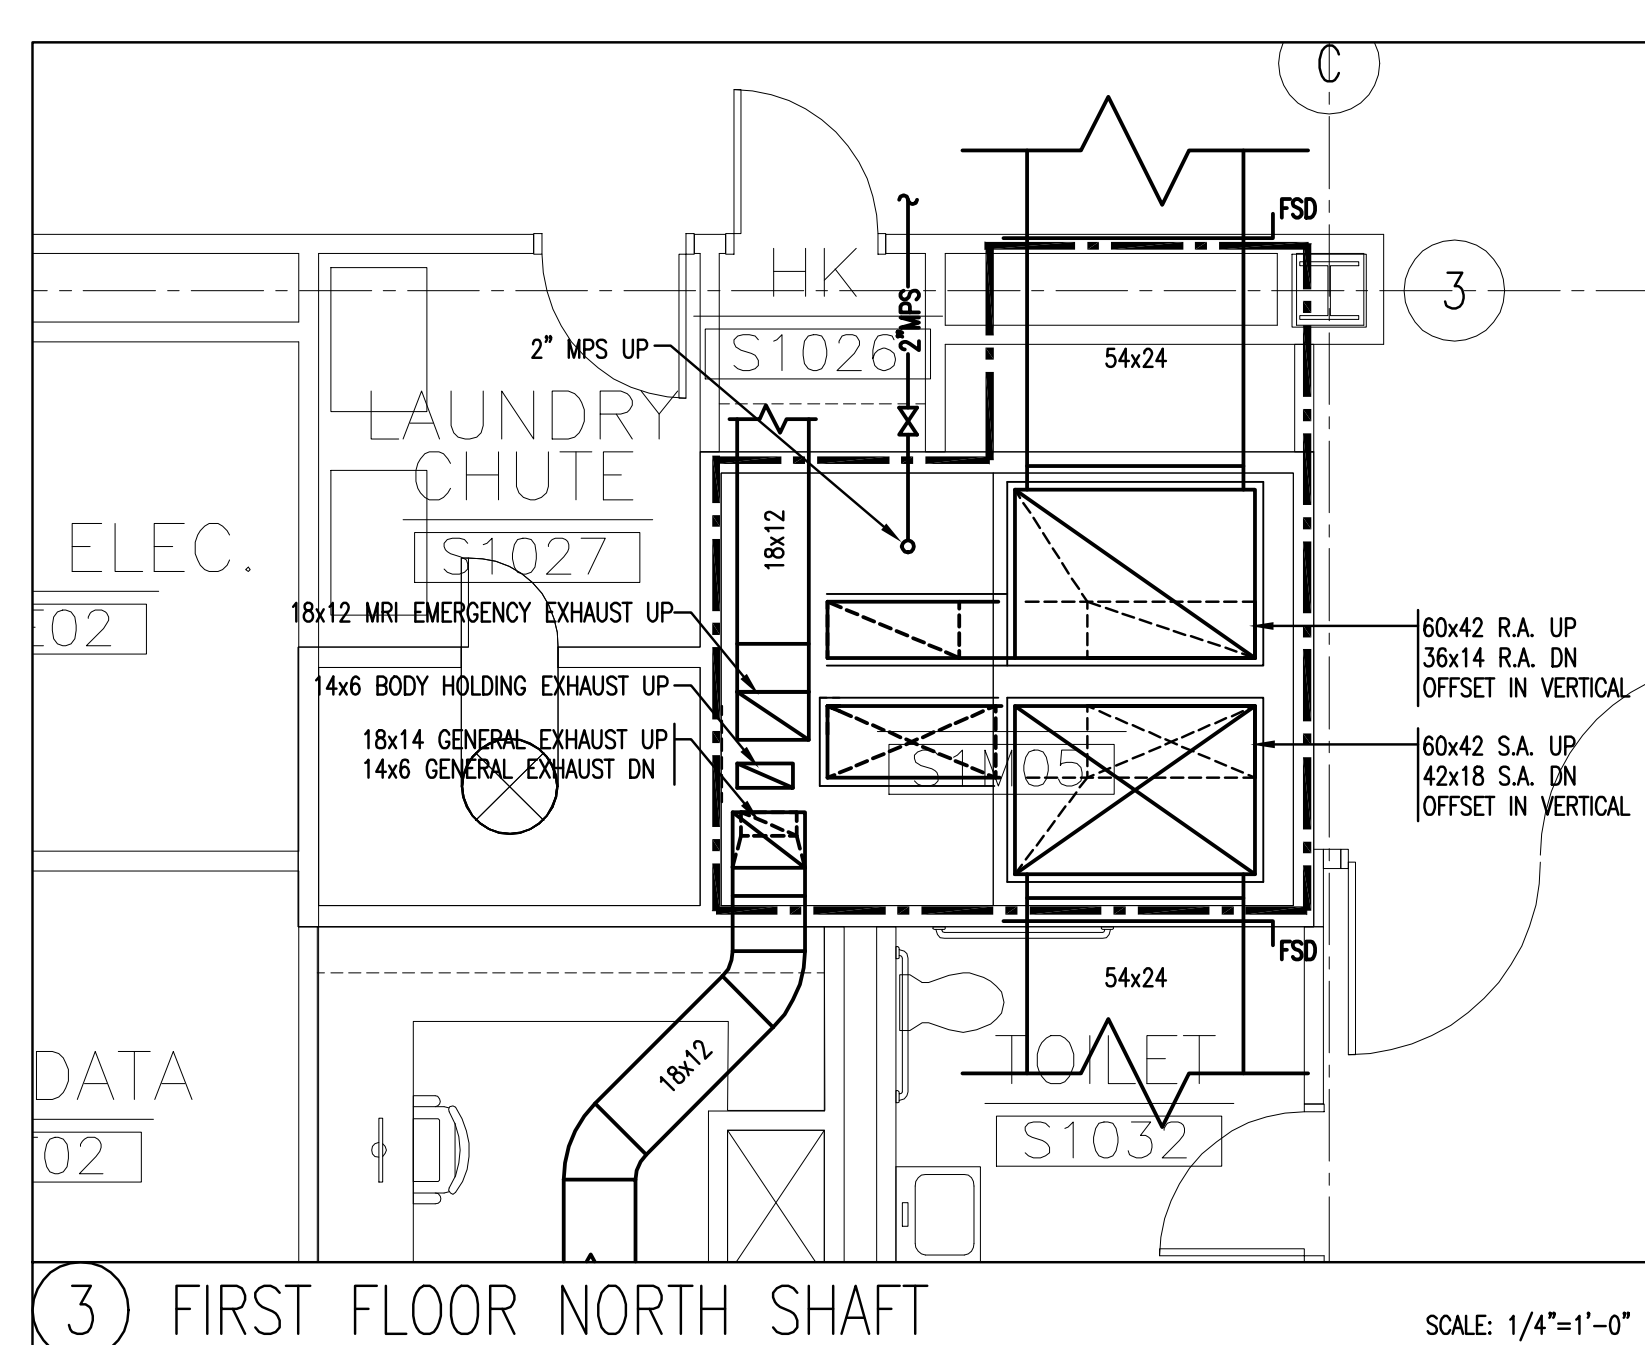 C
FSD
HK
3
2" MPS
S1026
2" MPS UP
54x24
LAUNDRY
CHUTE
18x12
ELEC.
S1027
18x12 MRI EMERGENCY EXHAUST UP
60x42 R.A. UP
36x14 R.A. DN
OFFSET IN VERTICAL
E02
14x6 BODY HOLDING EXHAUST UP
18x14 GENERAL EXHAUST UP
14x6 GENERAL EXHAUST DN
S1M05
60x42 S.A. UP
42x18 S.A. DN
OFFSET IN VERTICAL
FSD
54x24
TOILET
18x12
DATA
S1032
02
3 FIRST FLOOR NORTH SHAFT
SCALE: 1/4"=1'-0"